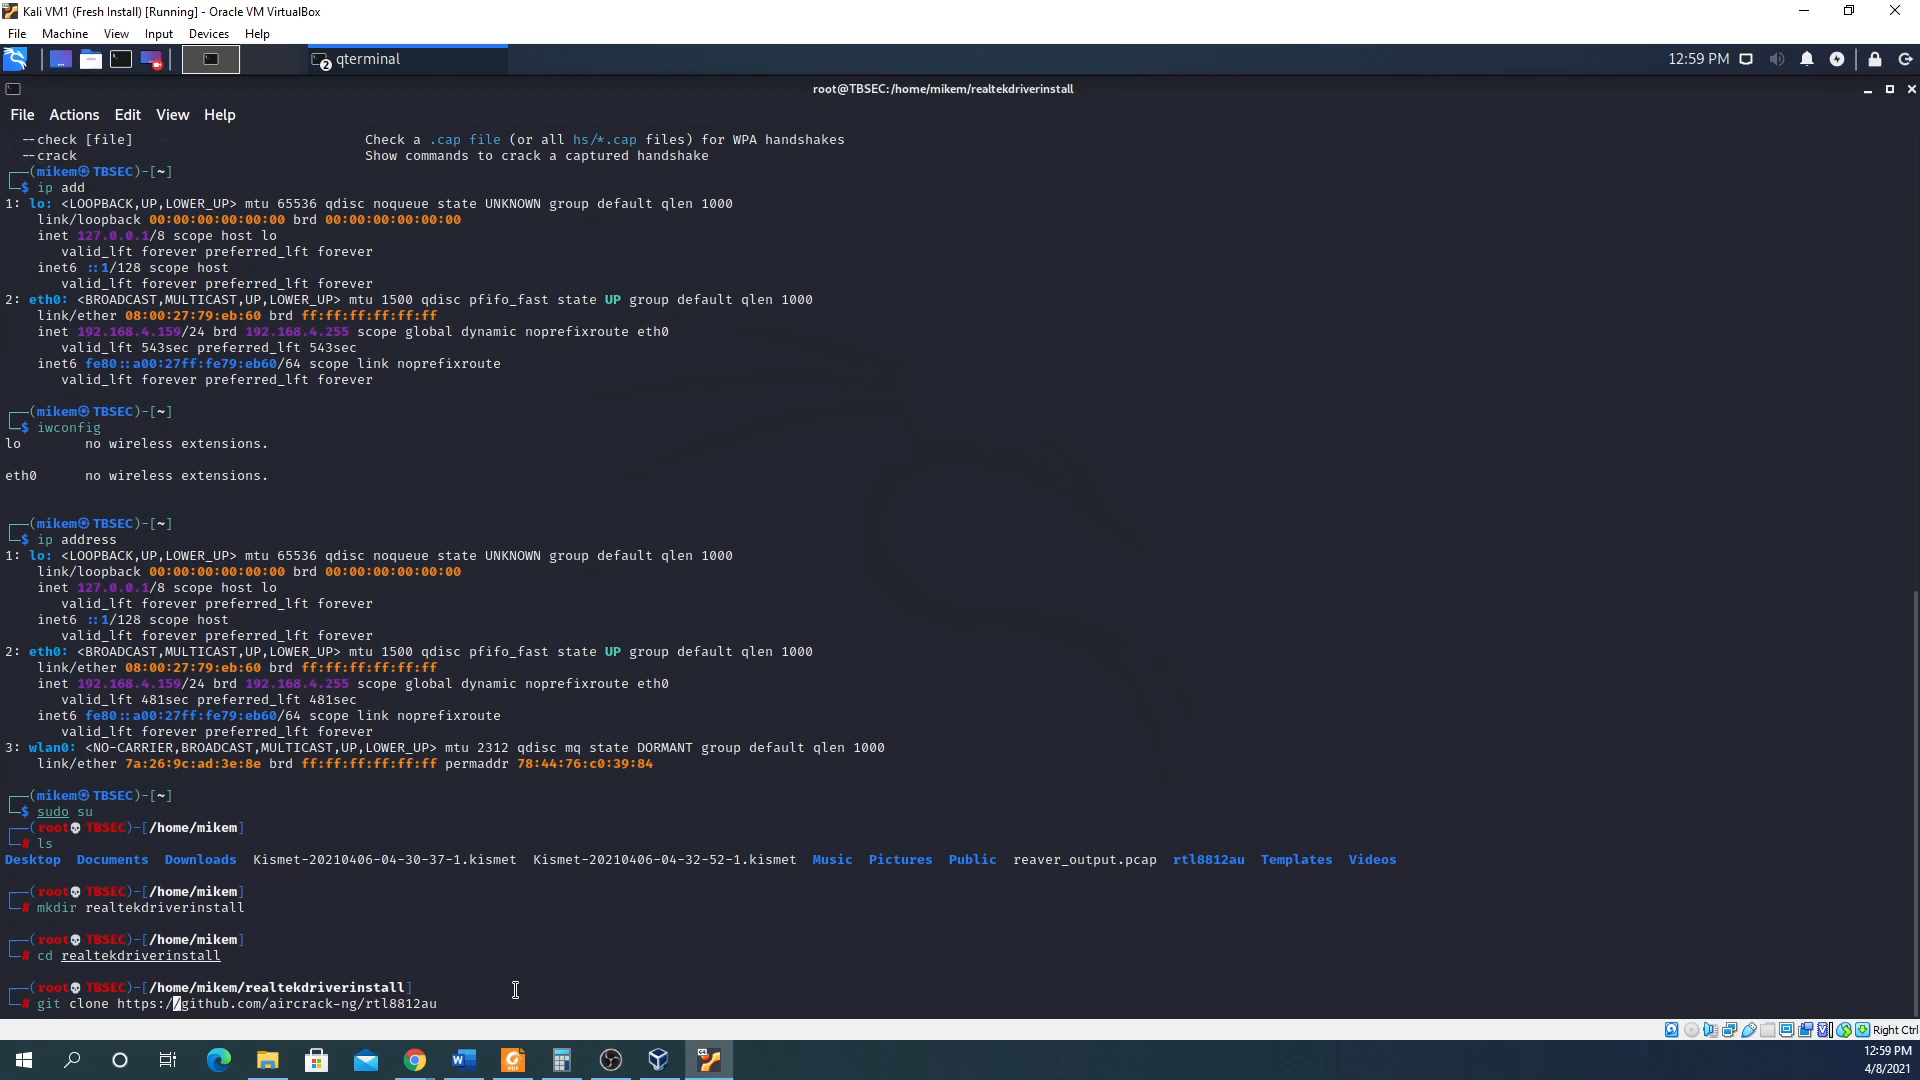 Kali VM1 (Fresh Install) [Running] - Oracle VM VirtualBox
File Machine View Input Devices Help
2 qterminal 12:59 PM
root@TBSEC:/home/mikem/realtekdriverinstall
File Actions Edit View Help
--check [file] Check a .cap file (or all hs/*.cap files) for WPA handshakes
--crack Show commands to crack a captured handshake
┌──(mikem㉿TBSEC)-[~]
└─$ ip add
1: lo: <LOOPBACK,UP,LOWER_UP> mtu 65536 qdisc noqueue state UNKNOWN group default qlen 1000
link/loopback 00:00:00:00:00:00 brd 00:00:00:00:00:00
inet 127.0.0.1/8 scope host lo
valid_lft forever preferred_lft forever
inet6 ::1/128 scope host
valid_lft forever preferred_lft forever
2: eth0: <BROADCAST,MULTICAST,UP,LOWER_UP> mtu 1500 qdisc pfifo_fast state UP group default qlen 1000
link/ether 08:00:27:79:eb:60 brd ff:ff:ff:ff:ff:ff
inet 192.168.4.159/24 brd 192.168.4.255 scope global dynamic noprefixroute eth0
valid_lft 543sec preferred_lft 543sec
inet6 fe80::a00:27ff:fe79:eb60/64 scope link noprefixroute
valid_lft forever preferred_lft forever
┌──(mikem㉿TBSEC)-[~]
└─$ iwconfig
lo no wireless extensions.
eth0 no wireless extensions.
┌──(mikem㉿TBSEC)-[~]
└─$ ip address
1: lo: <LOOPBACK,UP,LOWER_UP> mtu 65536 qdisc noqueue state UNKNOWN group default qlen 1000
link/loopback 00:00:00:00:00:00 brd 00:00:00:00:00:00
inet 127.0.0.1/8 scope host lo
valid_lft forever preferred_lft forever
inet6 ::1/128 scope host
valid_lft forever preferred_lft forever
2: eth0: <BROADCAST,MULTICAST,UP,LOWER_UP> mtu 1500 qdisc pfifo_fast state UP group default qlen 1000
link/ether 08:00:27:79:eb:60 brd ff:ff:ff:ff:ff:ff
inet 192.168.4.159/24 brd 192.168.4.255 scope global dynamic noprefixroute eth0
valid_lft 481sec preferred_lft 481sec
inet6 fe80::a00:27ff:fe79:eb60/64 scope link noprefixroute
valid_lft forever preferred_lft forever
3: wlan0: <NO-CARRIER,BROADCAST,MULTICAST,UP,LOWER_UP> mtu 2312 qdisc mq state DORMANT group default qlen 1000
link/ether 7a:26:9c:ad:3e:8e brd ff:ff:ff:ff:ff:ff permaddr 78:44:76:c0:39:84
┌──(mikem㉿TBSEC)-[~]
└─$ sudo su
┌──(root💀TBSEC)-[/home/mikem]
└─# ls
Desktop Documents Downloads Kismet-20210406-04-30-37-1.kismet Kismet-20210406-04-32-52-1.kismet Music Pictures Public reaver_output.pcap rtl8812au Templates Videos
┌──(root💀TBSEC)-[/home/mikem]
└─# mkdir realtekdriverinstall
┌──(root💀TBSEC)-[/home/mikem]
└─# cd realtekdriverinstall
┌──(root💀TBSEC)-[/home/mikem/realtekdriverinstall]
└─# git clone https://github.com/aircrack-ng/rtl8812au
Right Ctrl
12:59 PM
4/8/2021